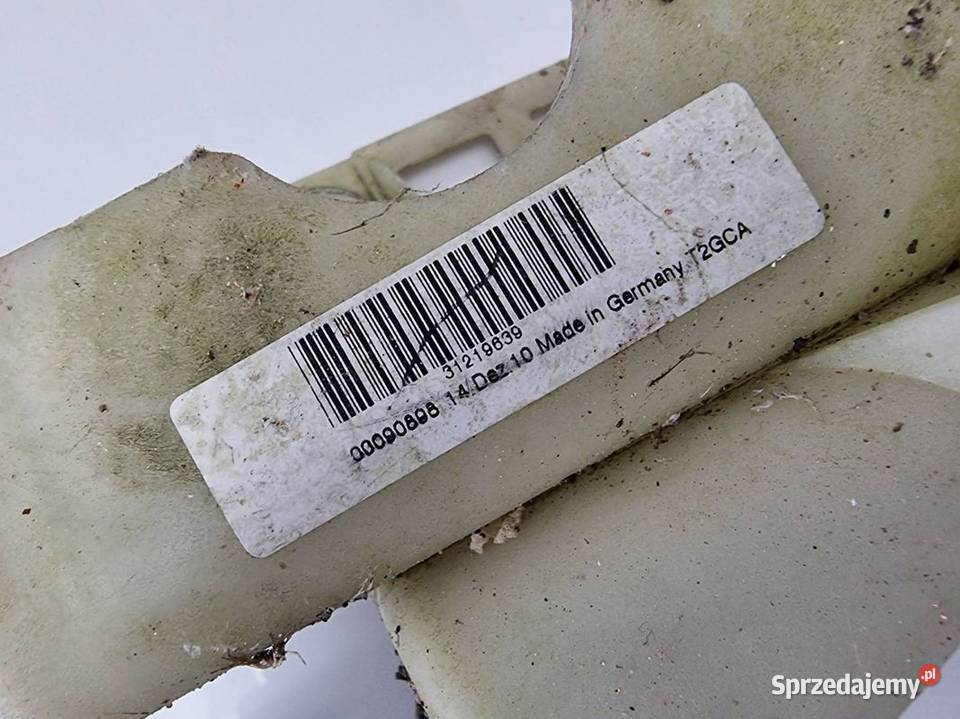 31219639
00090898 14 Dez 10 Made in Germany T2GCA
Sprzedajemy.pl